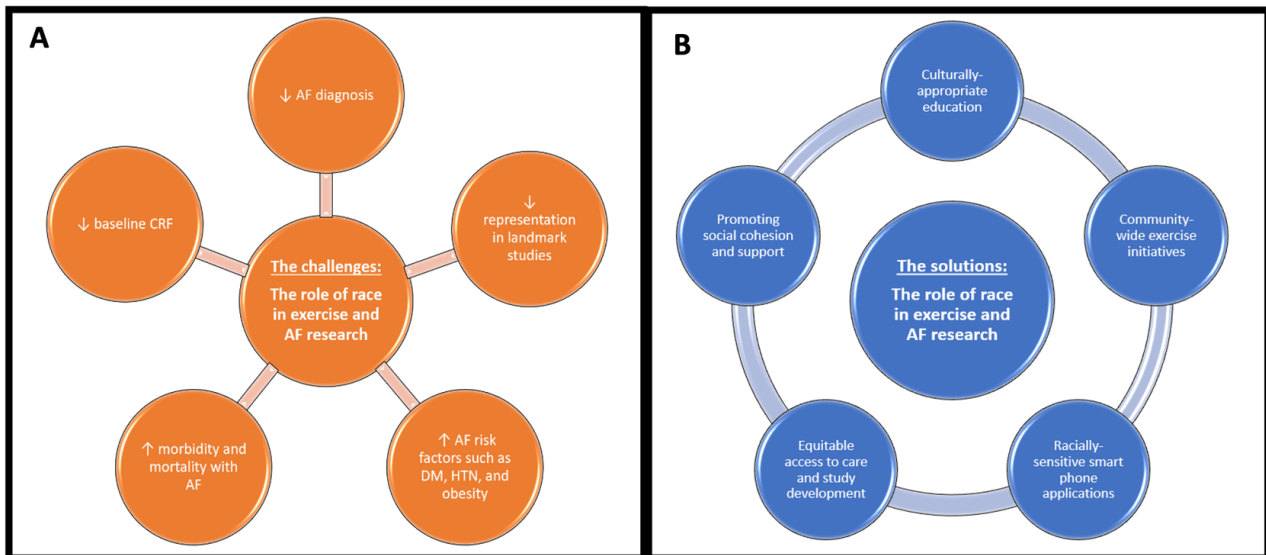 A
↓ AF diagnosis
↓
representation
in landmark
studies
↑ AF risk
factors such as
DM, HTN, and
obesity
↑ morbidity and
mortality with
AF
↓ baseline CRF
The challenges:
The role of race
in exercise and
AF research
B
Culturally-
appropriate
education
Community-
wide exercise
initiatives
Racially-
sensitive smart
phone
applications
Equitable
access to care
and study
development
Promoting
social cohesion
and support
The solutions:
The role of race
in exercise and
AF research